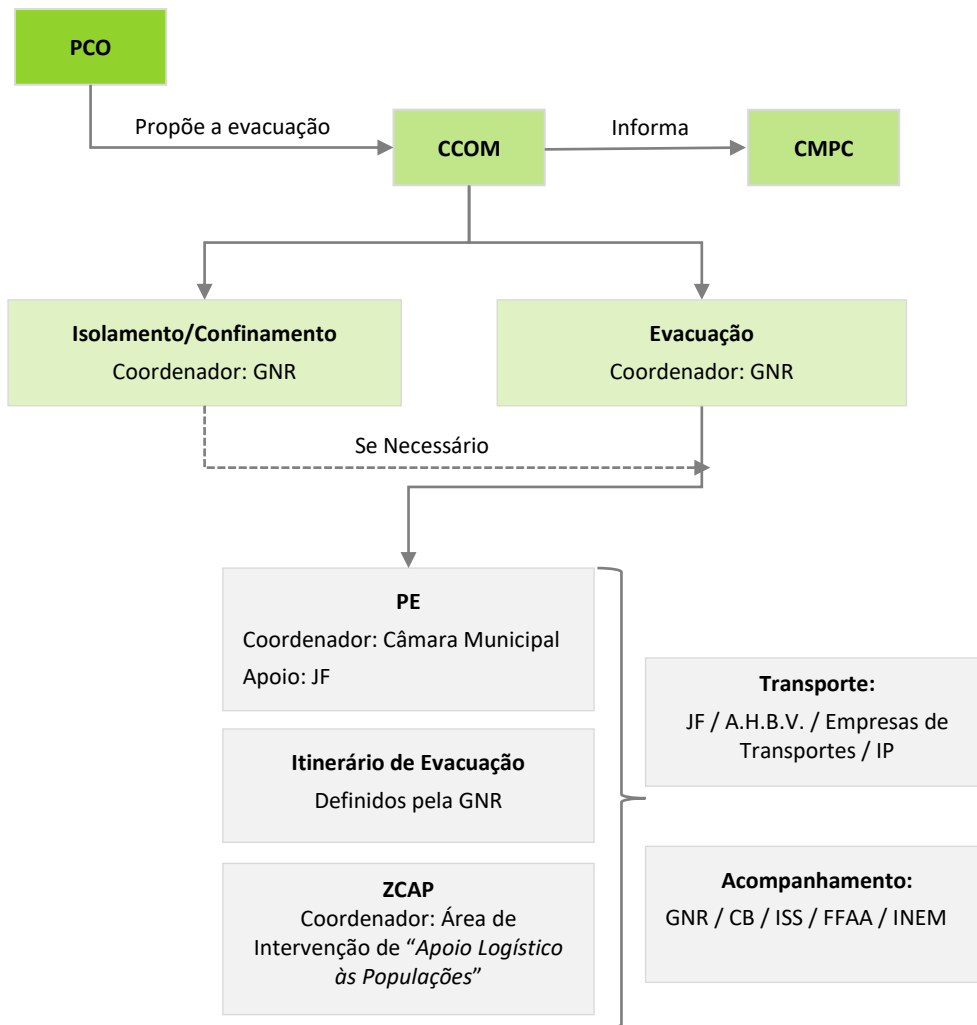 PCO
Propõe a evacuação
CCOM
Informa
CMPC
Isolamento/Confinamento
Coordenador: GNR
Evacuação
Coordenador: GNR
Se Necessário
PE
Coordenador: Câmara Municipal
Apoio: JF
Itinerário de Evacuação
Definidos pela GNR
ZCAP
Coordenador: Área de
Intervenção de “Apoio Logístico
às Populações”
Transporte:
JF / A.H.B.V. / Empresas de
Transportes / IP
Acompanhamento:
GNR / CB / ISS / FFAA / INEM